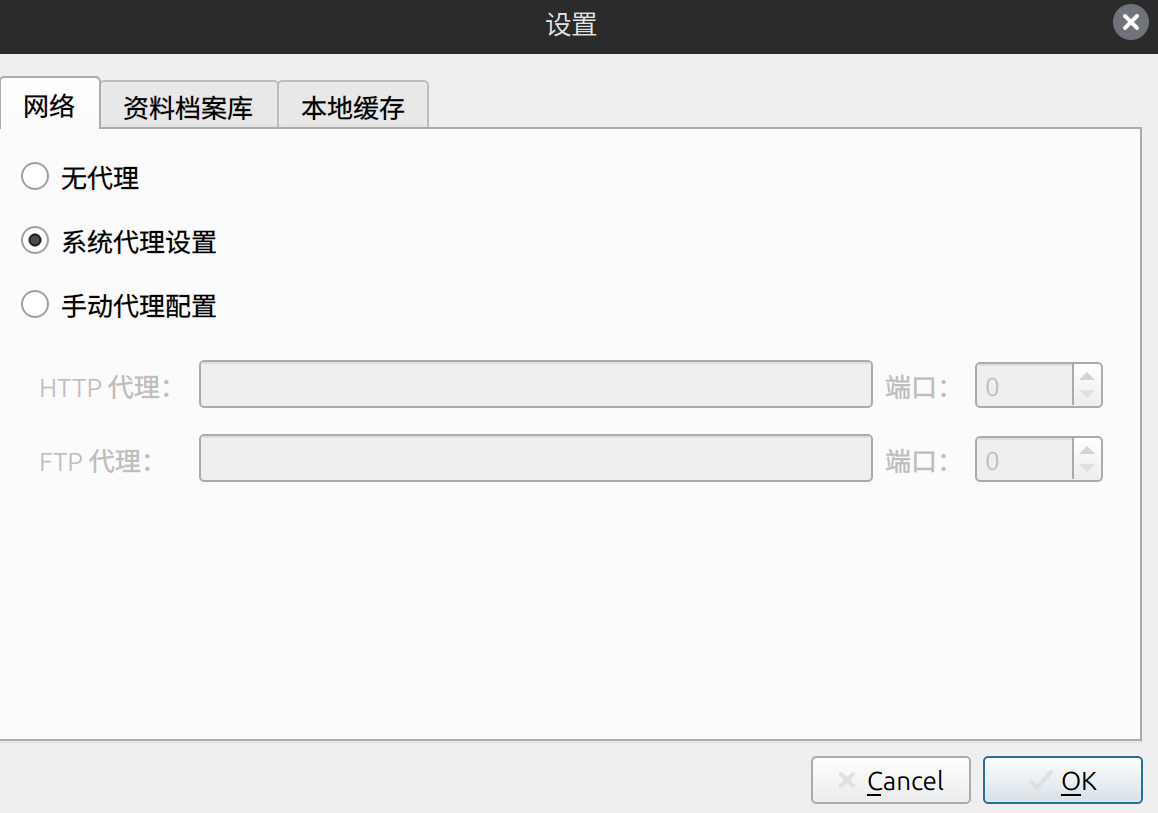 设置
网络 资料档案库 本地缓存
无代理
系统代理设置
手动代理配置
HTTP 代理： 端口： 0
FTP 代理： 端口： 0
Cancel OK